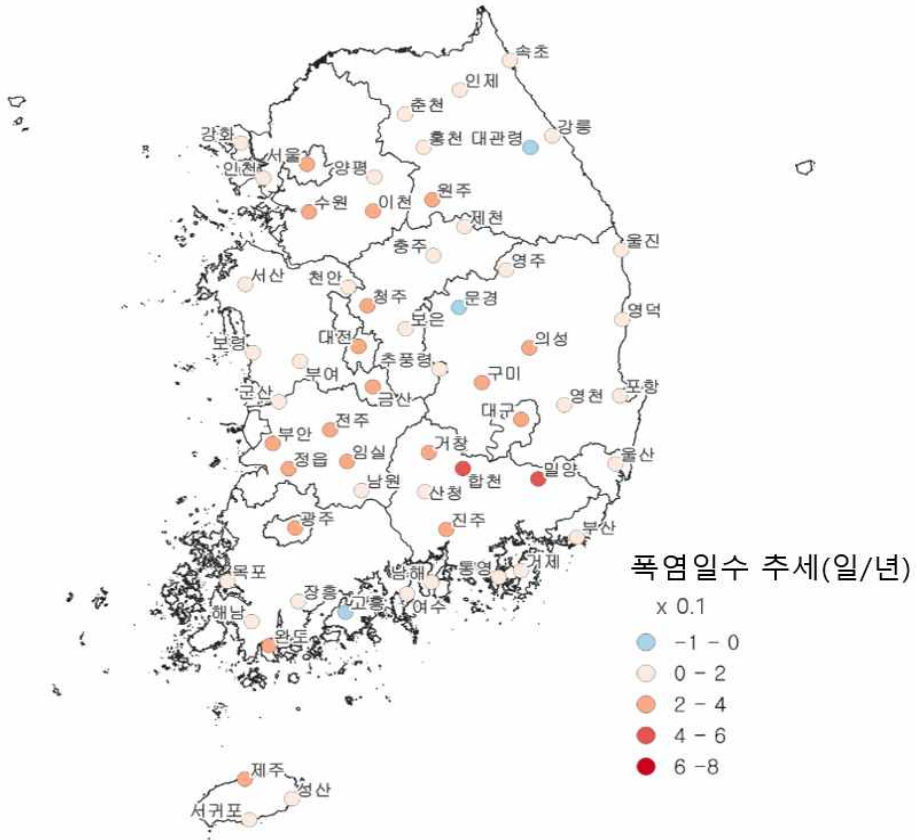 속초
인제
춘천
강릉
홍천
대관령
강화
서울
인천
양평
원주
수원
이천
제천
울진
충주
영주
서산
천안
청주
문경
영덕
보은
보령
대전
의성
추풍령
부여
구미
군산
금산
영천
포항
대군
전주
부안
거창
울산
정읍
임실
합천
밀양
남원
산청
광주
진주
부산
목포
남해
통영
거제
장흥
고흥
여수
해남
완도
제주
성산
서귀포
폭염일수 추세(일/년)
x 0.1
-1 - 0
0 - 2
2 - 4
4 - 6
6 -8